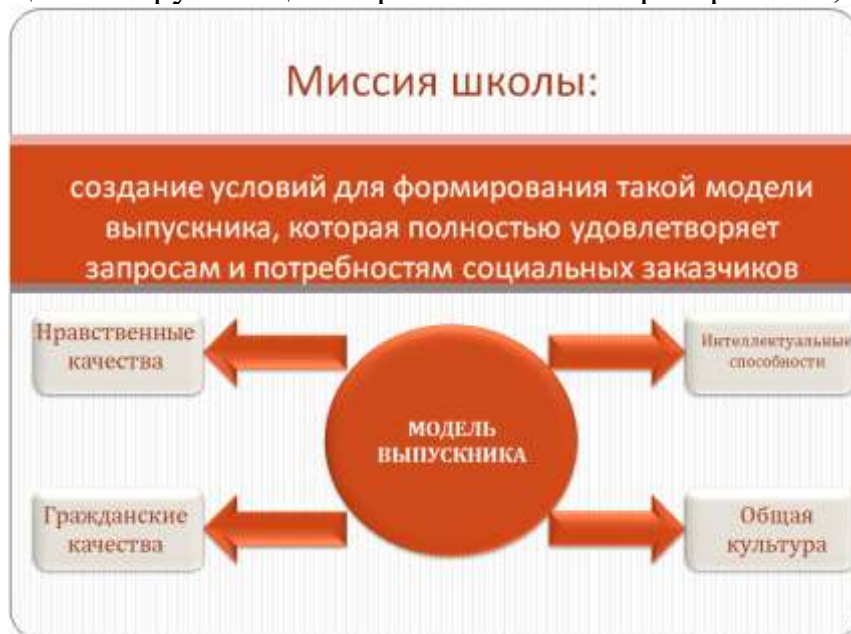 Миссия школы:
создание условий для формирования такой модели
выпускника, которая полностью удовлетворяет
запросам и потребностям социальных заказчиков
Нравственные
качества
Интеллектуальные
способности
МОДЕЛЬ
ВЫПУСКНИКА
Гражданские
качества
Общая
культура